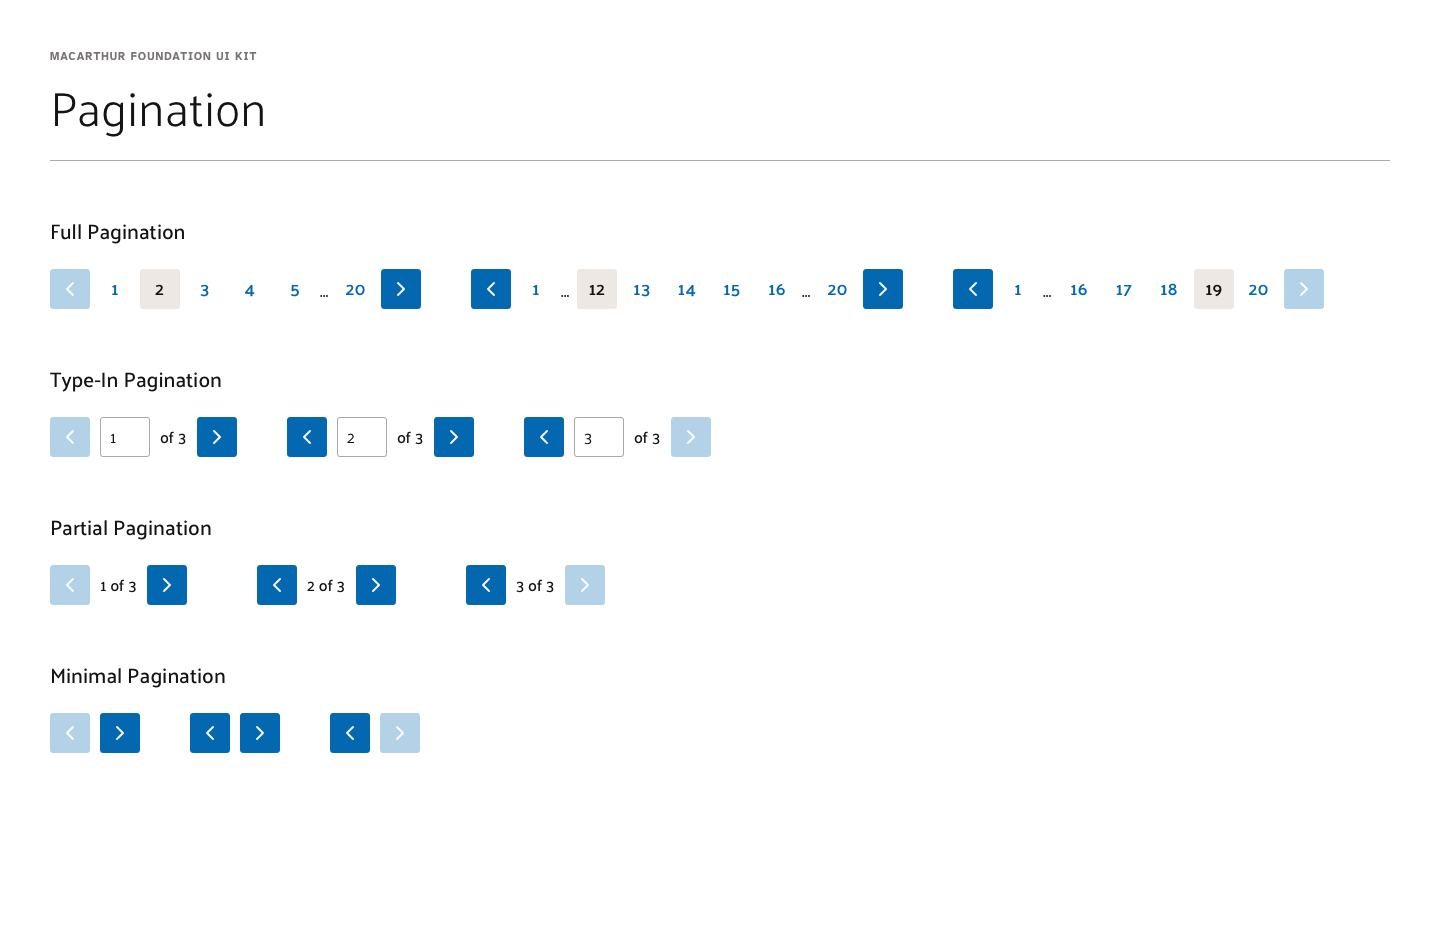 MACARTHUR FOUNDATION UI KIT
Pagination
Full Pagination
1 2 3 4 5 ... 20 1 ... 12 13 14 15 16 ... 20 1 ... 16 17 18 19 20
Type-In Pagination
1 of 3 2 of 3 3 of 3
Partial Pagination
1 of 3 2 of 3 3 of 3
Minimal Pagination